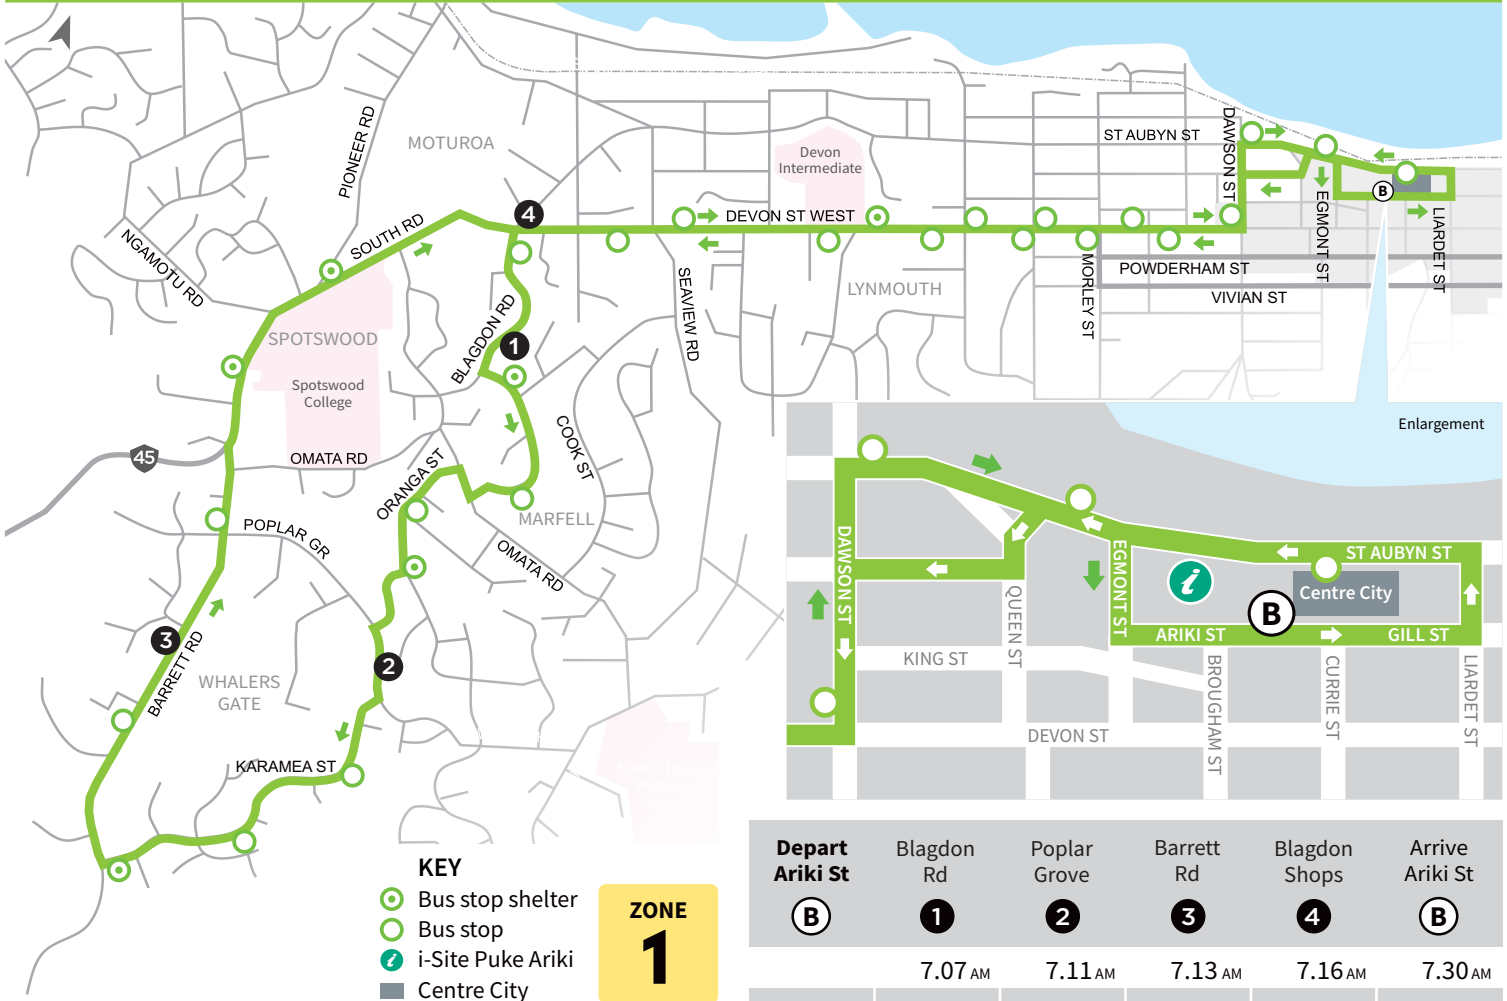 PIONEER RD
MOTUROA
NGAMOTU RD
SOUTH RD
4
Devon
Intermediate
DEVON ST WEST
ST AUBYN ST
DAWSON ST
B
EGMONT ST
LIARDET ST
POWDERHAM ST
VIVIAN ST
MORLEY ST
LYNMOUTH
SEAVIEW RD
SPOTSWOOD
Spotswood
College
BLAGDON RD
1
COOK ST
45
OMATA RD
ORANGA ST
MARFELL
OMATA RD
POPLAR GR
3
BARRETT RD
2
WHALERS
GATE
KARAMEA ST
Enlargement
DAWSON ST
QUEEN ST
EGMONT ST
i
ST AUBYN ST
Centre City
B
ARIKI ST
GILL ST
KING ST
BROUGHAM ST
CURRIE ST
LIARDET ST
DEVON ST
KEY
Bus stop shelter
Bus stop
i
i-Site Puke Ariki
Centre City
ZONE
1
Depart
Ariki St
B
Blagdon
Rd
1
Poplar
Grove
2
Barrett
Rd
3
Blagdon
Shops
4
Arrive
Ariki St
B
7.07 AM
7.11 AM
7.13 AM
7.16 AM
7.30 AM